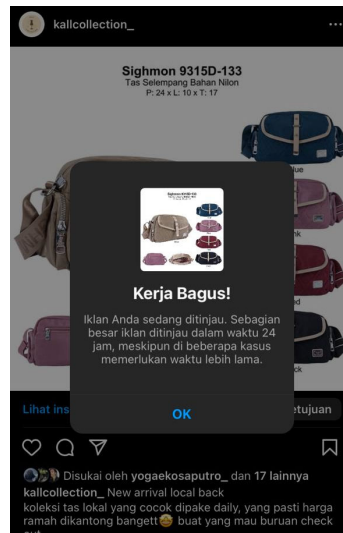 kallcollection_
Sighmon 9315D-133
Tas Selempang Bahan Nilon
P: 24 x L: 10 x T: 17
Kerja Bagus!
Iklan Anda sedang ditinjau. Sebagian
besar iklan ditinjau dalam waktu 24
jam, meskipun di beberapa kasus
memerlukan waktu lebih lama.
OK
Lihat ins
etujuan
Disukai oleh yogaekosaputro_ dan 17 lainnya
kallcollection_ New arrival local back
koleksi tas lokal yang cocok dipake daily, yang pasti harga
ramah dikantong bangett🤩 buat yang mau buruan check